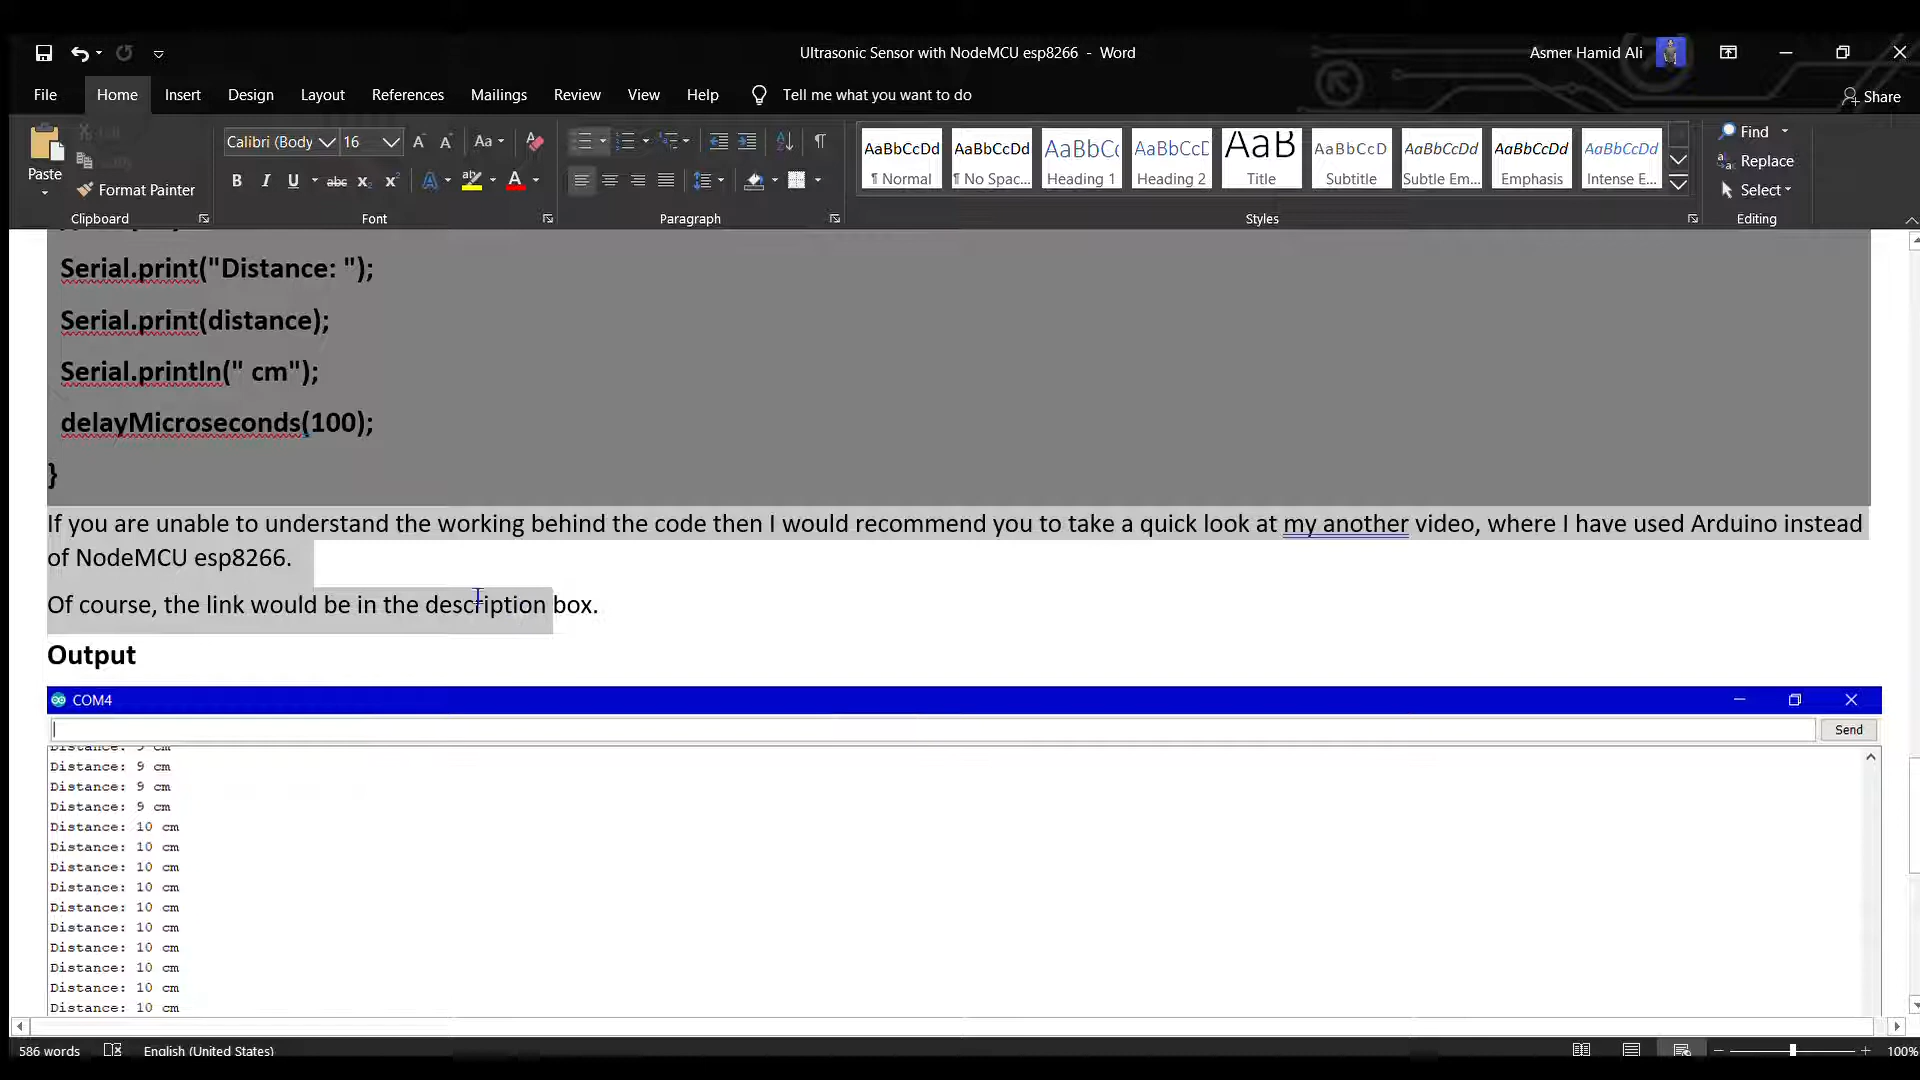 Ultrasonic Sensor with NodeMCU esp8266 - Word
Asmer Hamid Ali
File Home Insert Design Layout References Mailings Review View Help Tell me what you want to do
Share
Paste
Format Painter
Clipboard
Calibri (Body 16
Font
Paragraph
AaBbCcDd AaBbCcDd AaBbCc AaBbCcD AaB AaBbCcD AaBbCcDd AaBbCcDd AaBbCcDd
¶ Normal ¶ No Spac... Heading 1 Heading 2 Title Subtitle Subtle Em... Emphasis Intense E...
Styles
Find
Replace
Select
Editing
Serial.print("Distance: ");
Serial.print(distance);
Serial.println(" cm");
delayMicroseconds(100);
}
If you are unable to understand the working behind the code then I would recommend you to take a quick look at my another video, where I have used Arduino instead
of NodeMCU esp8266.
Of course, the link would be in the description box.
Output
COM4
Send
Distance: 9 cm
Distance: 9 cm
Distance: 9 cm
Distance: 9 cm
Distance: 10 cm
Distance: 10 cm
Distance: 10 cm
Distance: 10 cm
Distance: 10 cm
Distance: 10 cm
Distance: 10 cm
Distance: 10 cm
Distance: 10 cm
Distance: 10 cm
586 words English (United States) 100%